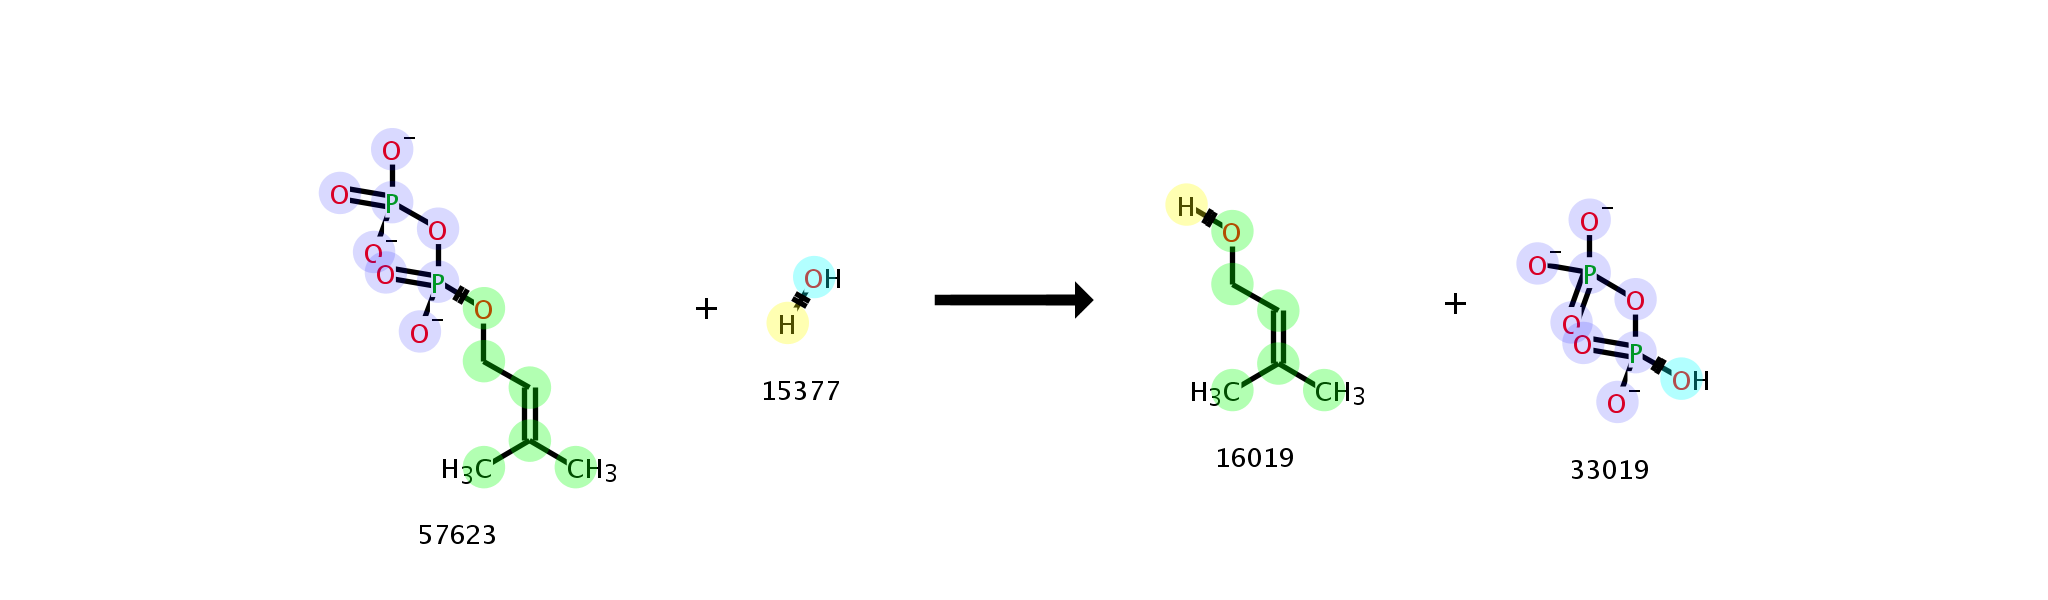 O−
O
P
O
O−
O
P
O
O−
H3C
CH3
57623
+
OH
H
15377
H
O
H3C
CH3
16019
+
O−
O−
P
O
O
O
P
OH
O−
33019